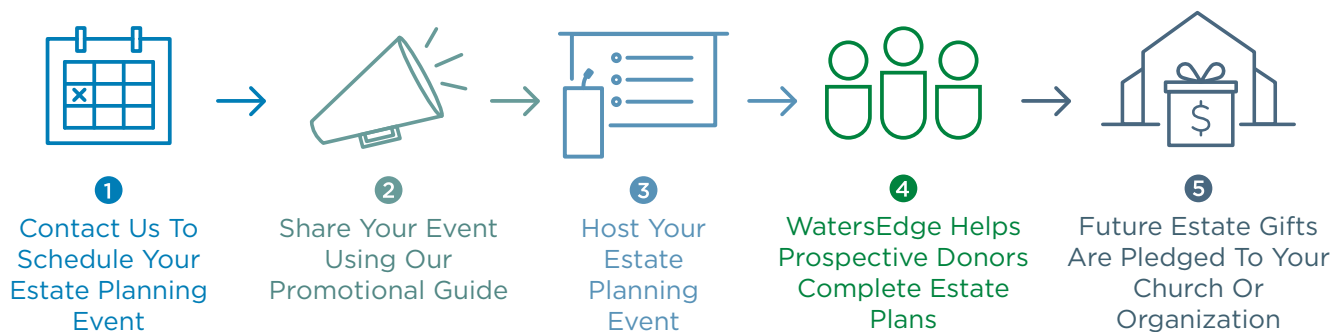 1
Contact Us To
Schedule Your
Estate Planning
Event
2
Share Your Event
Using Our
Promotional Guide
3
Host Your
Estate
Planning
Event
4
WatersEdge Helps
Prospective Donors
Complete Estate
Plans
$
5
Future Estate Gifts
Are Pledged To Your
Church Or
Organization